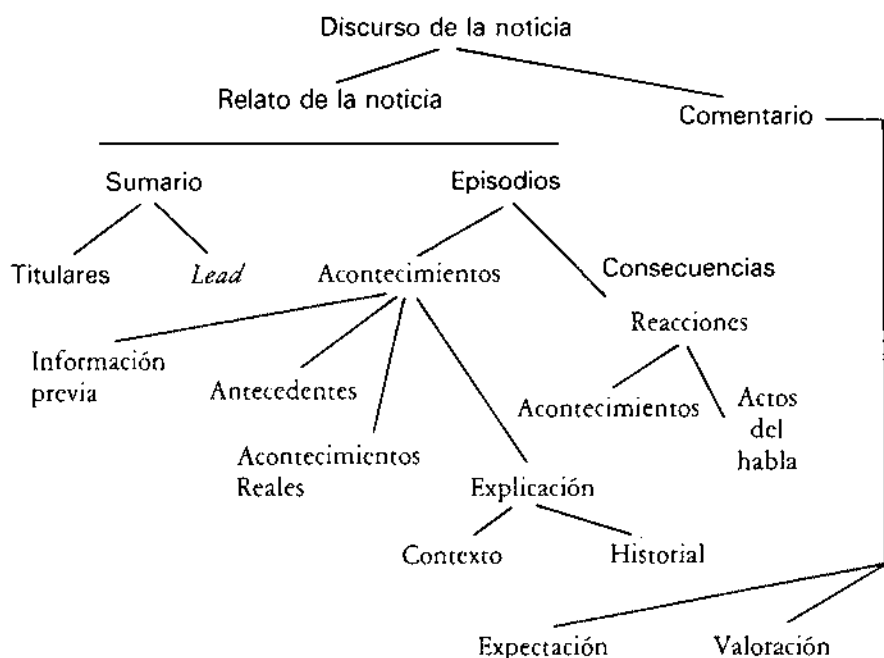 Discurso de la noticia
Relato de la noticia
Comentario
Sumario
Episodios
Titulares
Lead
Acontecimientos
Consecuencias
Reacciones
Información
previa
Antecedentes
Acontecimientos
Actos
del
habla
Acontecimientos
Reales
Explicación
Contexto
Historial
Expectación
Valoración